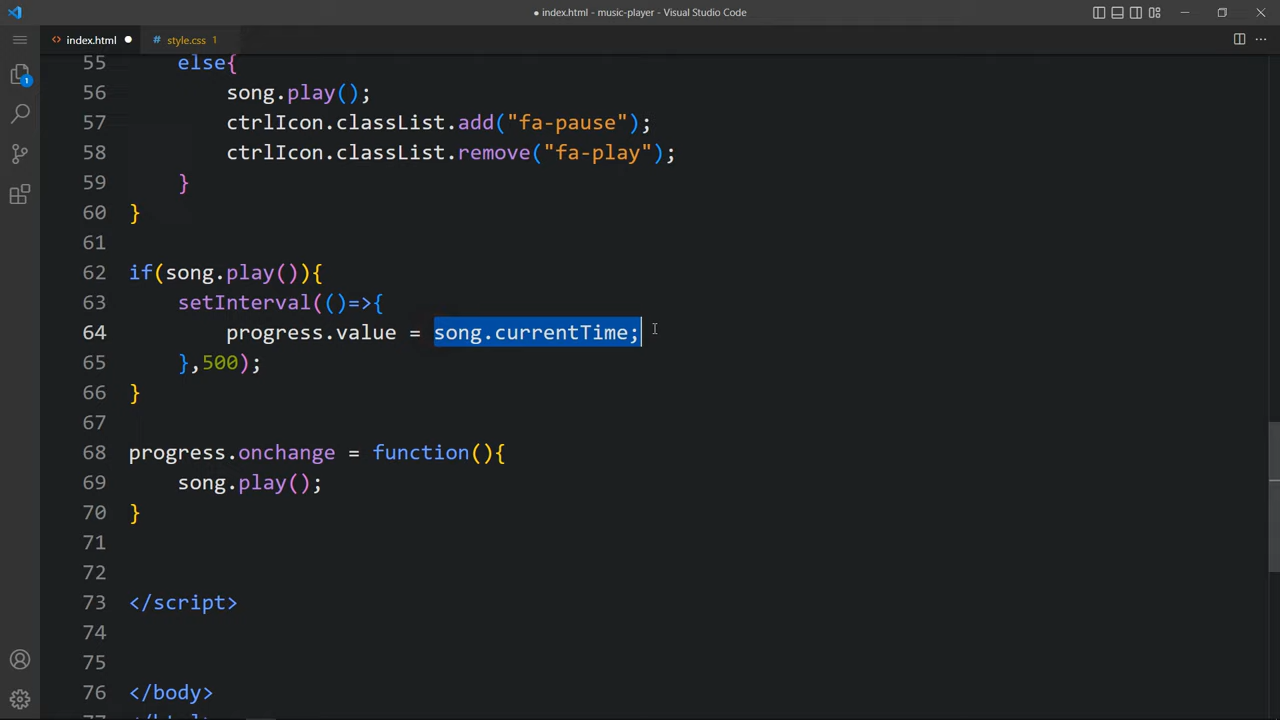 index.html - music-player - Visual Studio Code
index.html
style.css 1
55 else{
56 song.play();
57 ctrlIcon.classList.add("fa-pause");
58 ctrlIcon.classList.remove("fa-play");
59 }
60 }
61
62 if(song.play()){
63 setInterval(()=>{
64 progress.value = song.currentTime;
65 },500);
66 }
67
68 progress.onchange = function(){
69 song.play();
70 }
71
72
73 </script>
74
75
76 </body>
77 </html>
1